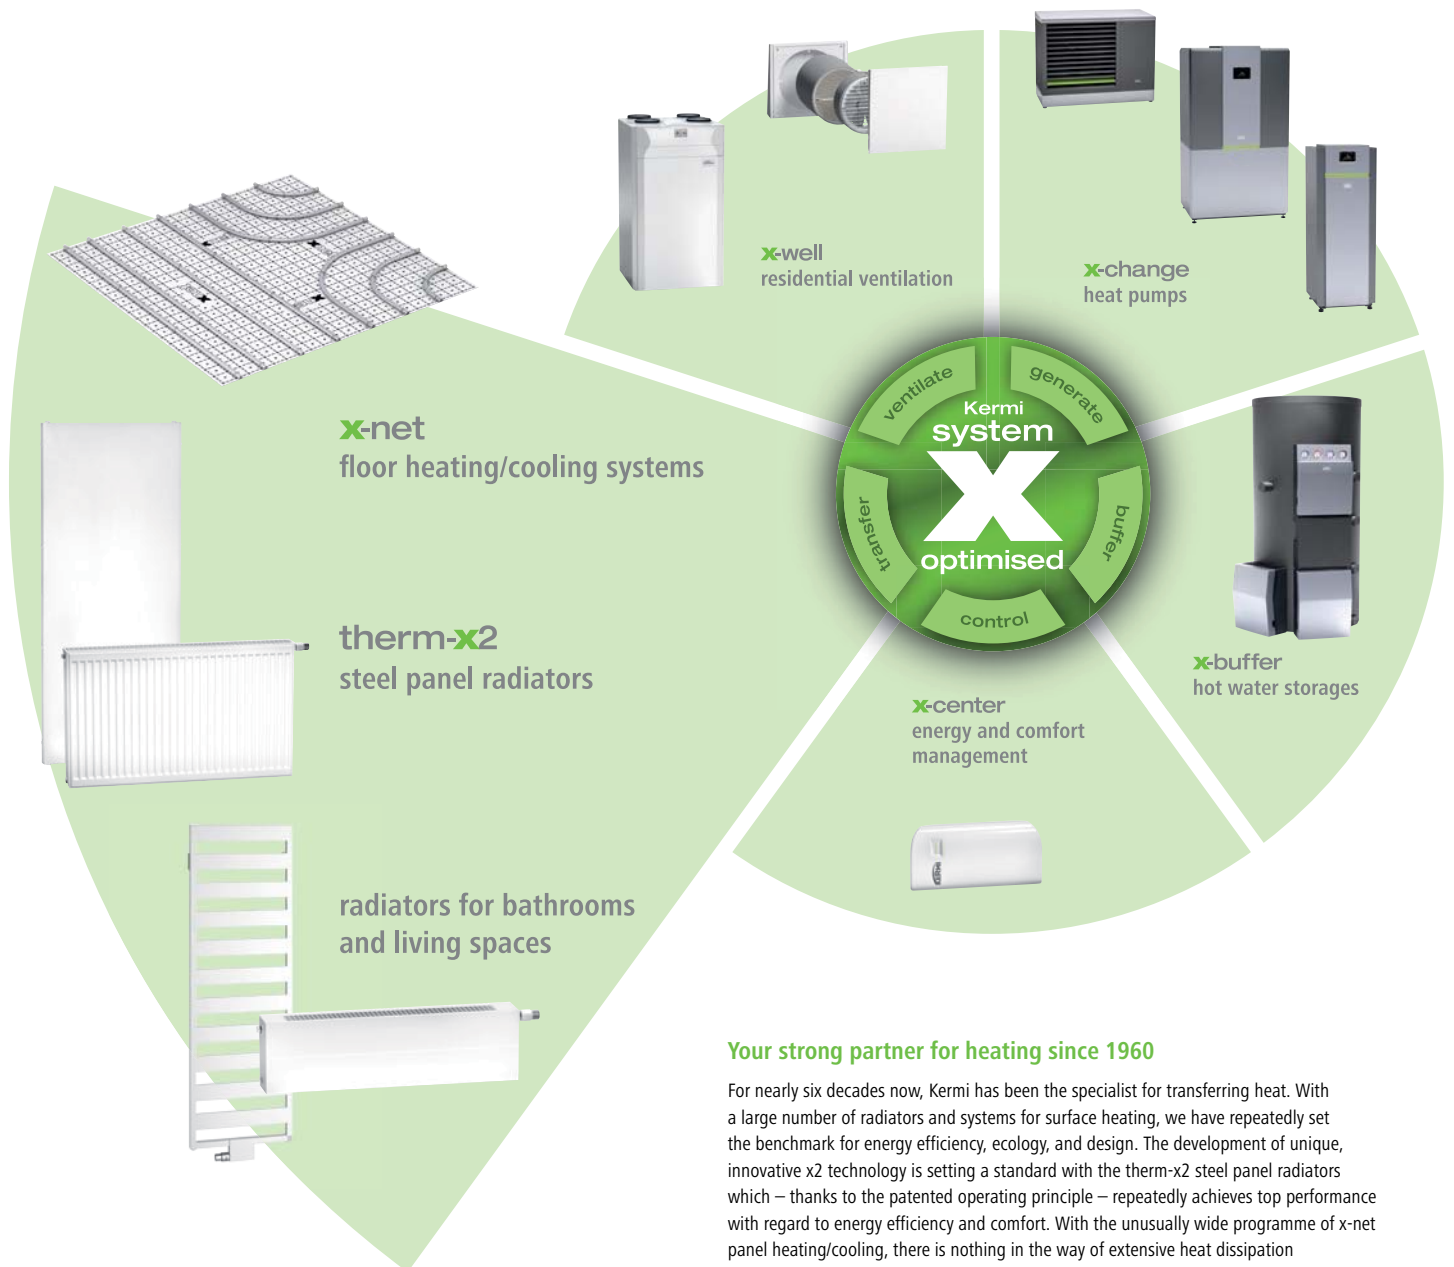 x-well
residential ventilation
x-change
heat pumps
ventilate
generate
Kermi
system
X
optimised
transfer
buffer
control
x-net
floor heating/cooling systems
therm-x2
steel panel radiators
x-buffer
hot water storages
x-center
energy and comfort
management
radiators for bathrooms
and living spaces
Your strong partner for heating since 1960
For nearly six decades now, Kermi has been the specialist for transferring heat. With
a large number of radiators and systems for surface heating, we have repeatedly set
the benchmark for energy efficiency, ecology, and design. The development of unique,
innovative x2 technology is setting a standard with the therm-x2 steel panel radiators
which – thanks to the patented operating principle – repeatedly achieves top performance
with regard to energy efficiency and comfort. With the unusually wide programme of x-net
panel heating/cooling, there is nothing in the way of extensive heat dissipation